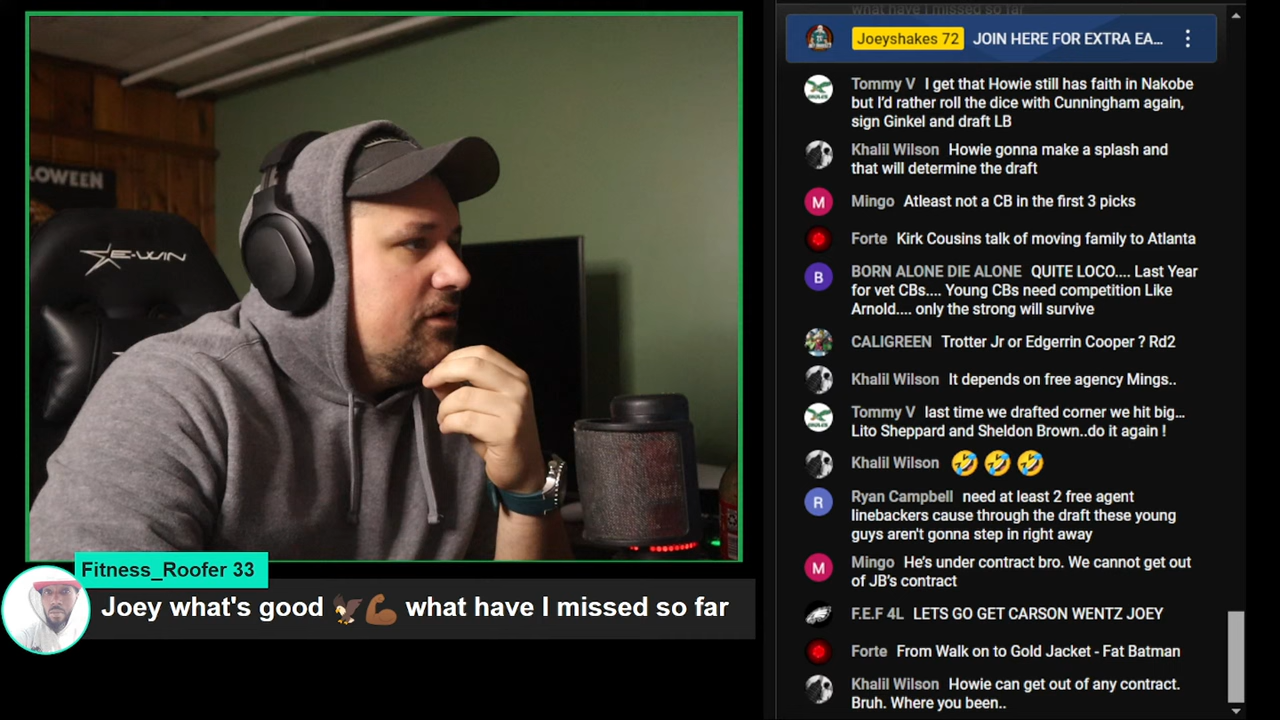 LOWEEN
E-WIN
Fitness_Roofer 33
Joey what's good 🦅💪🏾 what have I missed so far
what have I missed so far
Joeyshakes 72 JOIN HERE FOR EXTRA EA...
Tommy V I get that Howie still has faith in Nakobe
but I'd rather roll the dice with Cunningham again,
sign Ginkel and draft LB
Khalil Wilson Howie gonna make a splash and
that will determine the draft
M Mingo Atleast not a CB in the first 3 picks
Forte Kirk Cousins talk of moving family to Atlanta
B BORN ALONE DIE ALONE QUITE LOCO.... Last Year
for vet CBs.... Young CBs need competition Like
Arnold.... only the strong will survive
CALIGREEN Trotter Jr or Edgerrin Cooper ? Rd2
Khalil Wilson It depends on free agency Mings..
Tommy V last time we drafted corner we hit big...
Lito Sheppard and Sheldon Brown..do it again !
Khalil Wilson 🤣 🤣 🤣
R Ryan Campbell need at least 2 free agent
linebackers cause through the draft these young
guys aren't gonna step in right away
M Mingo He's under contract bro. We cannot get out
of JB's contract
F.E.F 4L LETS GO GET CARSON WENTZ JOEY
Forte From Walk on to Gold Jacket - Fat Batman
Khalil Wilson Howie can get out of any contract.
Bruh. Where you been..